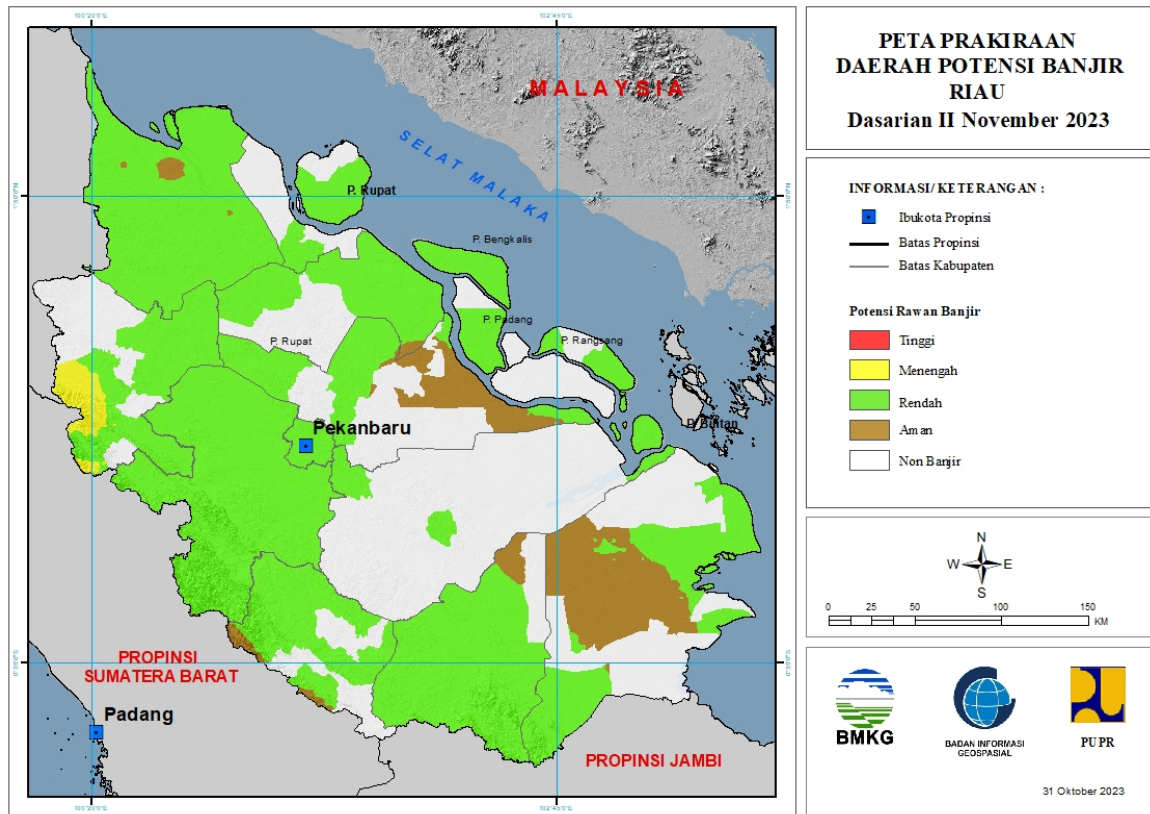 PETA PRAKIRAAN
DAERAH POTENSI BANJIR
RIAU
Dasarian II November 2023
INFORMASI/ KETERANGAN :
Ibukota Propinsi
Batas Propinsi
Batas Kabupaten
Potensi Rawan Banjir
Tinggi
Menengah
Rendah
Aman
Non Banjir
N
W E
S
0 25 50 100 150
KM
BMKG
BADAN INFORMASI
GEOSPASIAL
PUPR
31 Oktober 2023
MALAYSIA
SELAT MALAKA
P. Rupat
P. Bengkalis
P. Padang
P. Rangsang
P. Rupat
P. Bintan
Pekanbaru
PROPINSI
SUMATERA BARAT
Padang
PROPINSI JAMBI